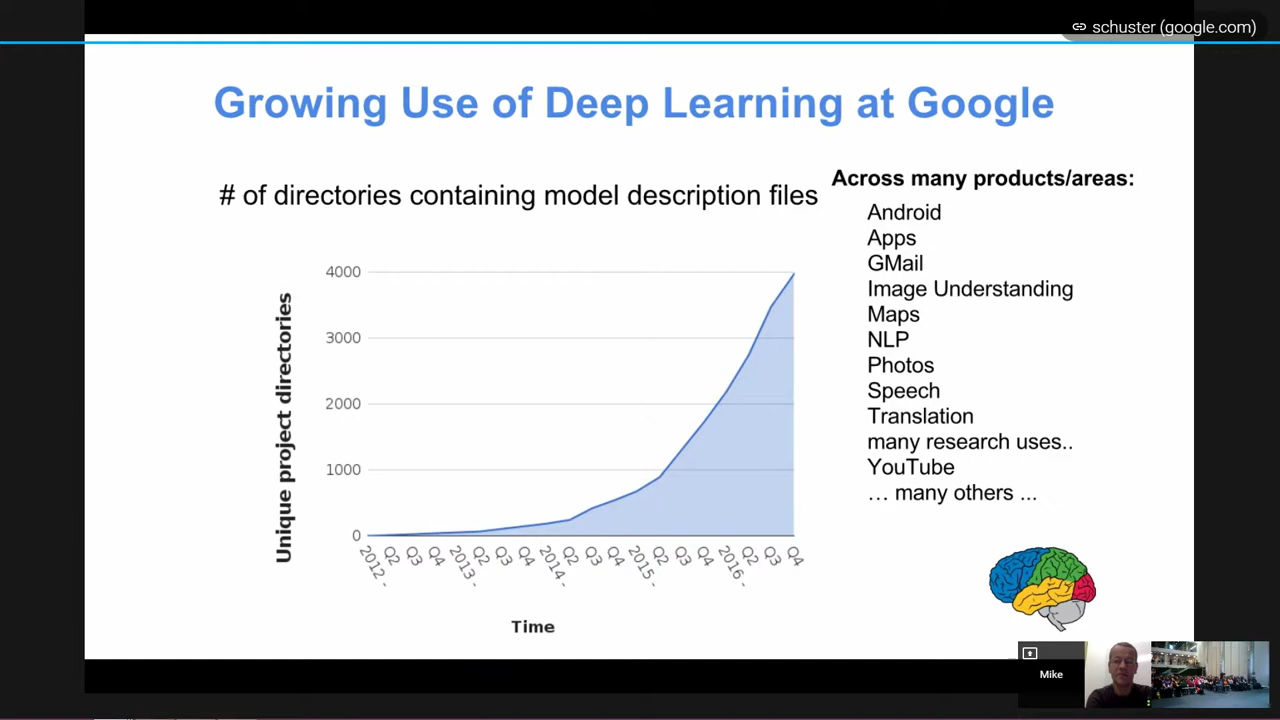 schuster (google.com)
Growing Use of Deep Learning at Google
# of directories containing model description files
Across many products/areas:
Android
Apps
GMail
Image Understanding
Maps
NLP
Photos
Speech
Translation
many research uses..
YouTube
… many others ...
Unique project directories
4000
3000
2000
1000
0
2012 -
Q2
Q3
Q4
2013 -
Q2
Q3
Q4
2014 -
Q2
Q3
Q4
2015 -
Q2
Q3
Q4
2016 -
Q2
Q3
Q4
Time
Mike